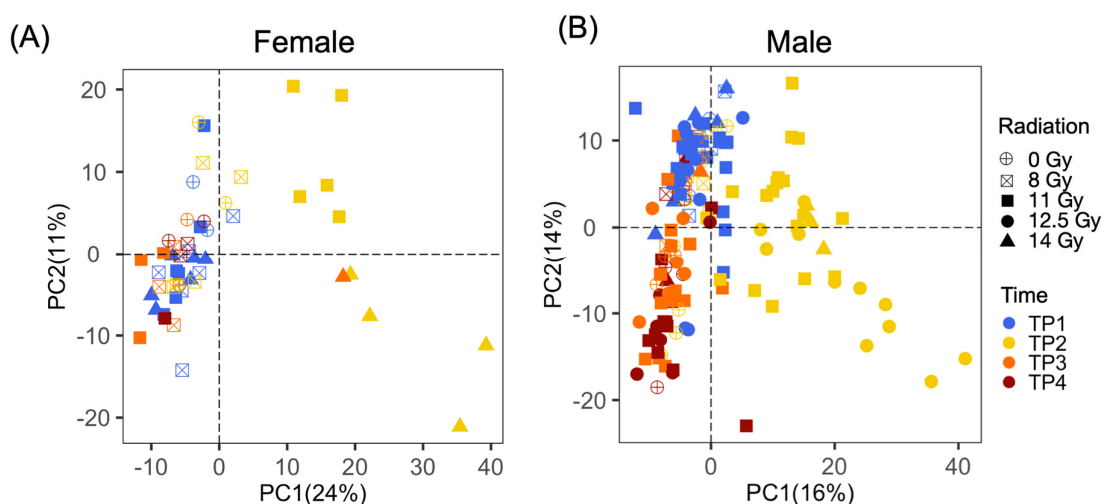 (A)
Female
20
10
0
-10
-20
PC2(11%)
-10 0 10 20 30 40
PC1(24%)
(B)
Male
10
0
-10
-20
PC2(14%)
0 20 40
PC1(16%)
Radiation
0 Gy
8 Gy
11 Gy
12.5 Gy
14 Gy
Time
TP1
TP2
TP3
TP4